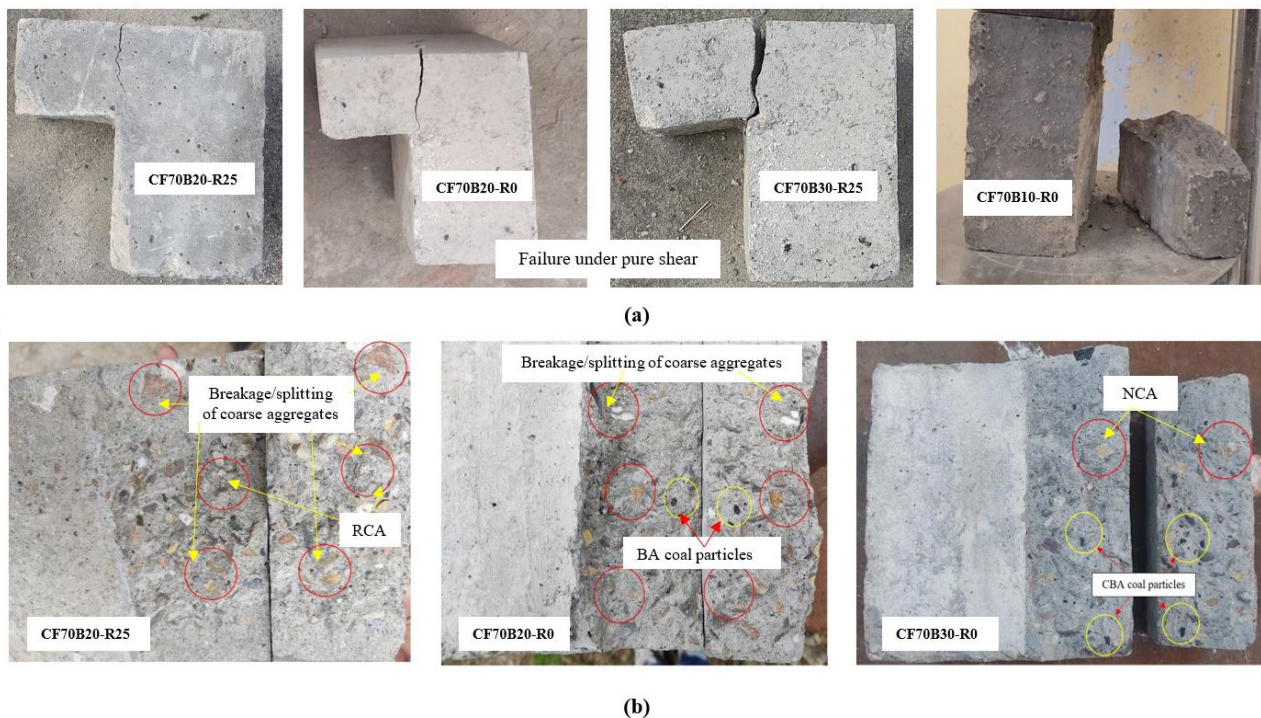 CF70B20-R25
CF70B20-R0
CF70B30-R25
CF70B10-R0
Failure under pure shear
(a)
Breakage/splitting
of coarse aggregates
RCA
CF70B20-R25
Breakage/splitting of coarse aggregates
BA coal particles
CF70B20-R0
NCA
CBA coal particles
CF70B30-R0
(b)